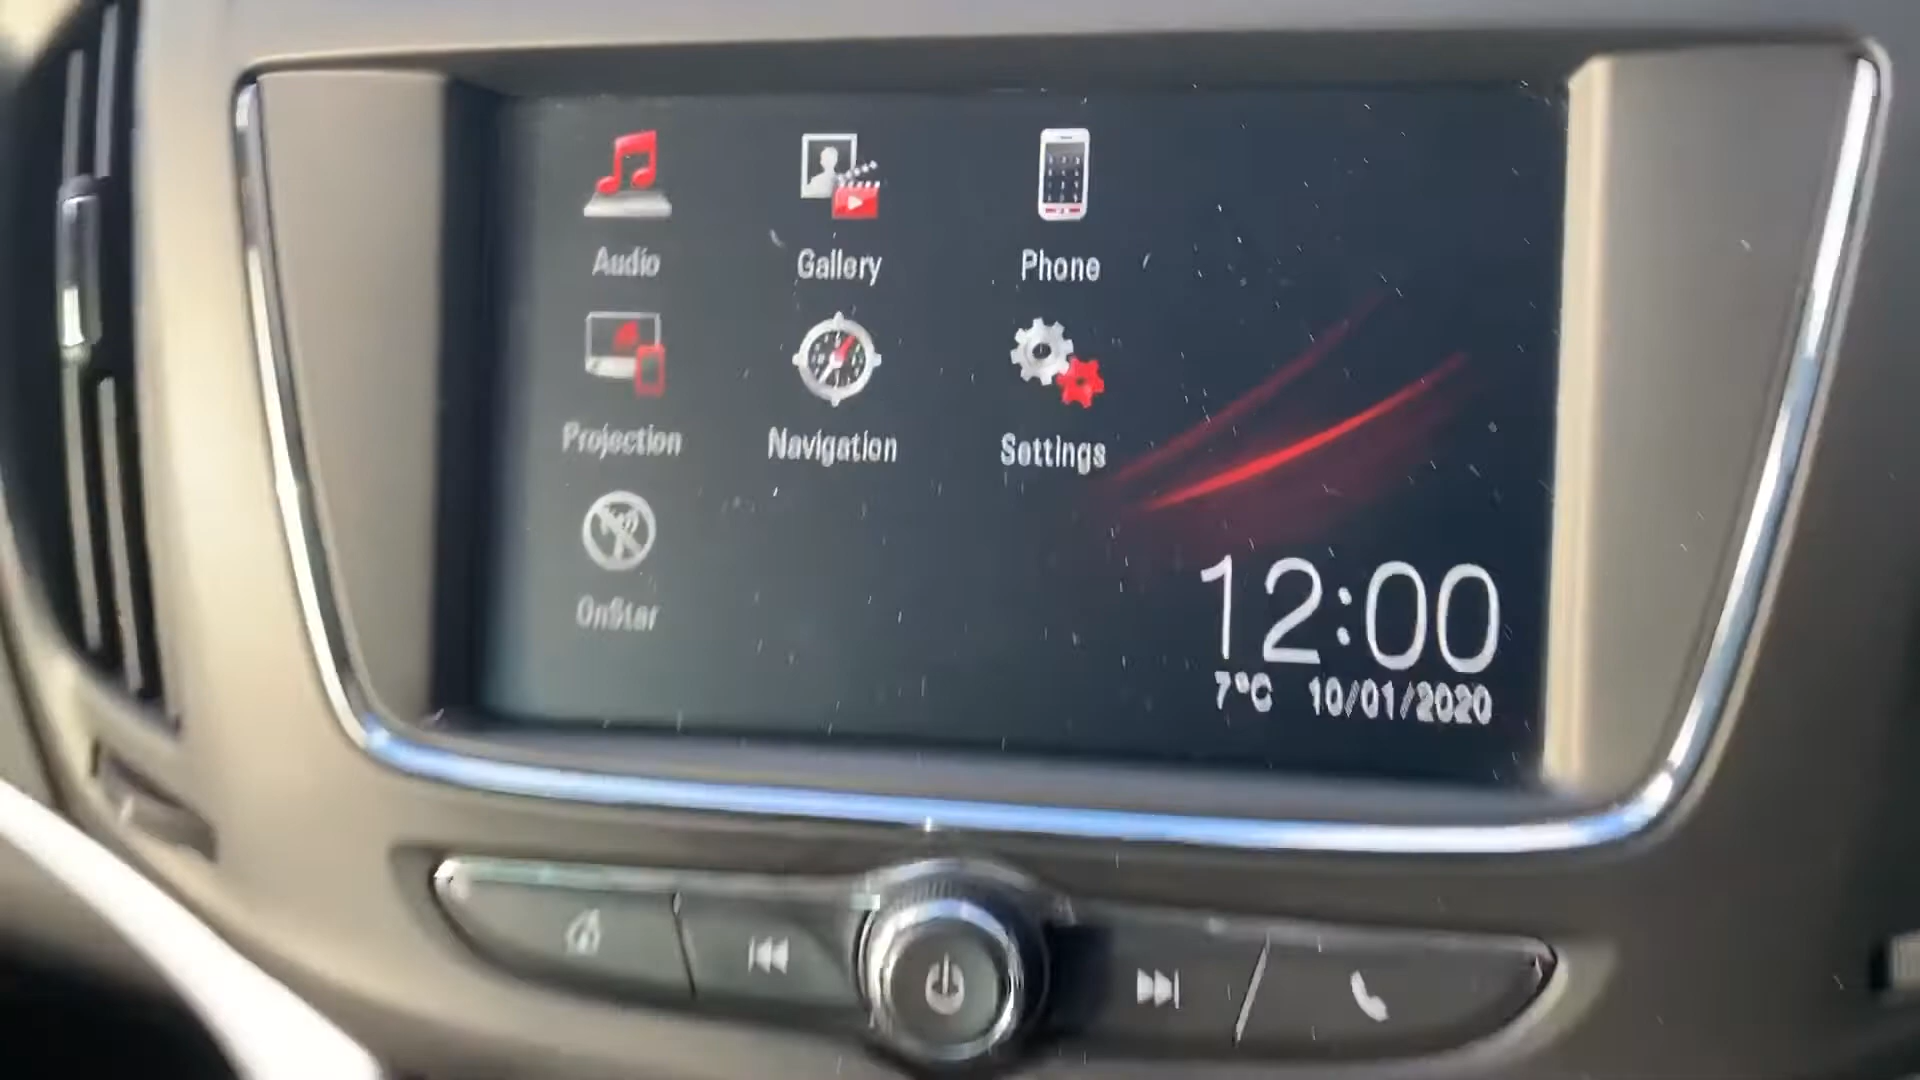 Audio Gallery Phone
Projection Navigation Settings
OnStar
12:00
7°C 10/01/2020